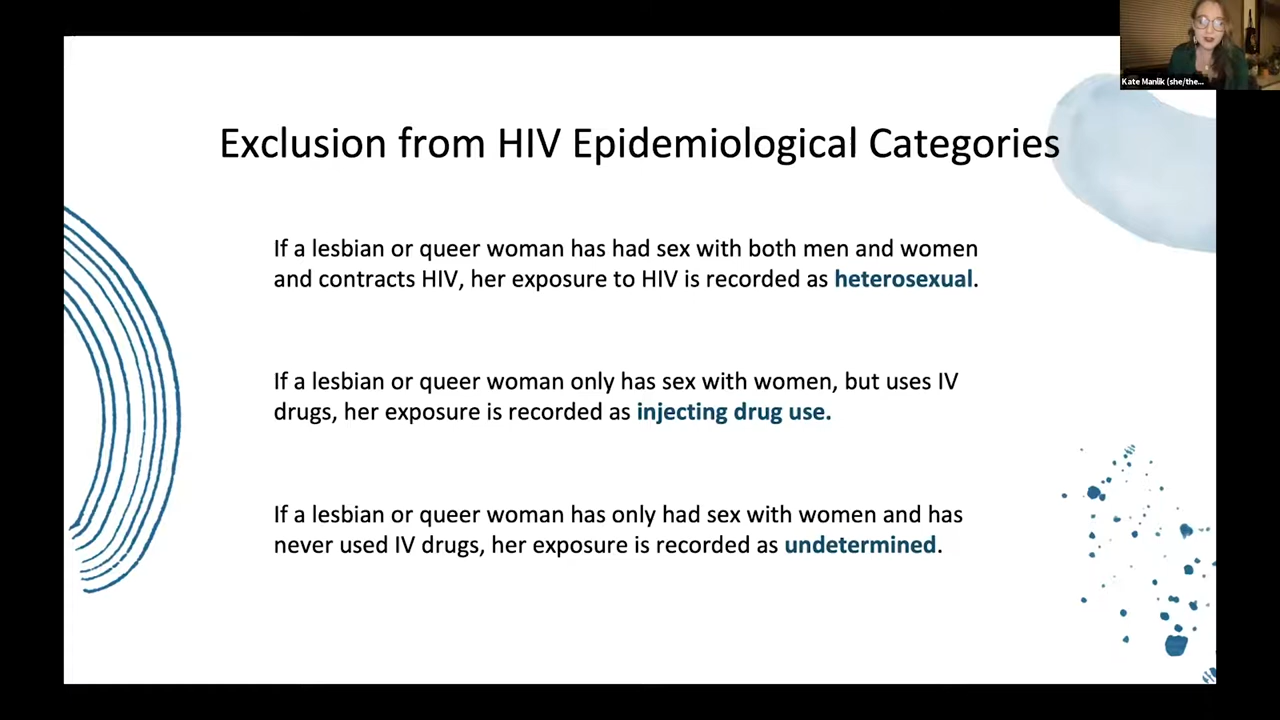 Kate Manlik (she/the...
Exclusion from HIV Epidemiological Categories
If a lesbian or queer woman has had sex with both men and women
and contracts HIV, her exposure to HIV is recorded as heterosexual.
If a lesbian or queer woman only has sex with women, but uses IV
drugs, her exposure is recorded as injecting drug use.
If a lesbian or queer woman has only had sex with women and has
never used IV drugs, her exposure is recorded as undetermined.